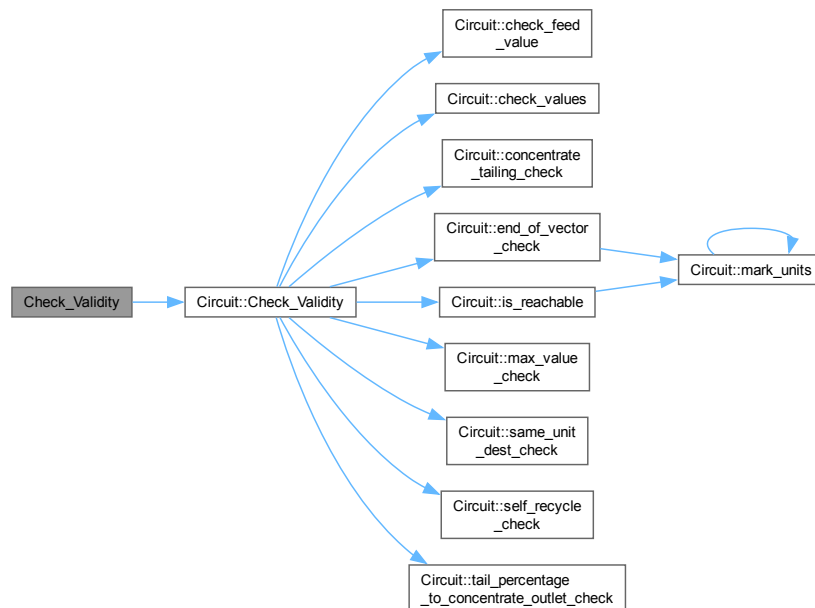 Check_Validity
Circuit::Check_Validity
Circuit::check_feed
_value
Circuit::check_values
Circuit::concentrate
_tailing_check
Circuit::end_of_vector
_check
Circuit::is_reachable
Circuit::max_value
_check
Circuit::same_unit
_dest_check
Circuit::self_recycle
_check
Circuit::tail_percentage
_to_concentrate_outlet_check
Circuit::mark_units